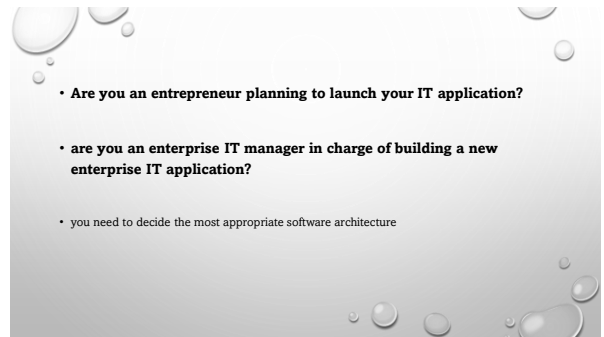 • Are you an entrepreneur planning to launch your IT application?
• are you an enterprise IT manager in charge of building a new
enterprise IT application?
• you need to decide the most appropriate software architecture